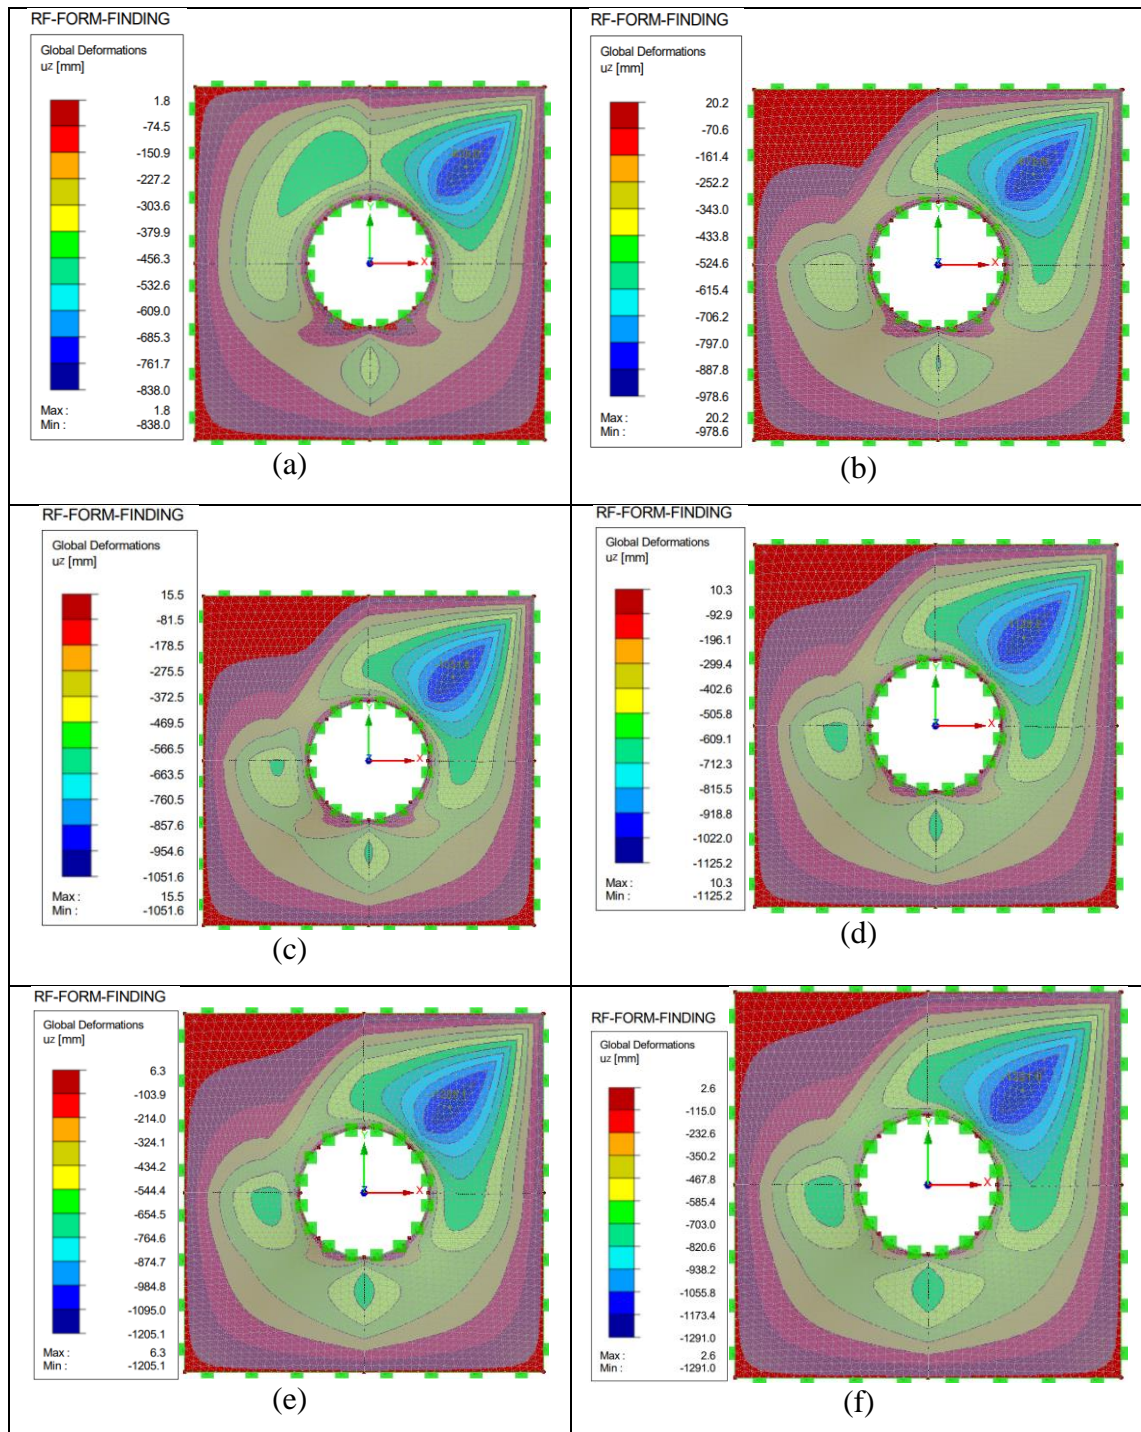 RF-FORM-FINDING
Global Deformations
uz [mm]
1.8
-74.5
-150.9
-227.2
-303.6
-379.9
-456.3
-532.6
-609.0
-685.3
-761.7
-838.0
Max : 1.8
Min : -838.0
Y
Z
X
(a)
RF-FORM-FINDING
Global Deformations
uz [mm]
20.2
-70.6
-161.4
-252.2
-343.0
-433.8
-524.6
-615.4
-706.2
-797.0
-887.8
-978.6
Max : 20.2
Min : -978.6
Y
Z
X
(b)
RF-FORM-FINDING
Global Deformations
uz [mm]
15.5
-81.5
-178.5
-275.5
-372.5
-469.5
-566.5
-663.5
-760.5
-857.6
-954.6
-1051.6
Max : 15.5
Min : -1051.6
Y
Z
X
(c)
RF-FORM-FINDING
Global Deformations
uz [mm]
10.3
-92.9
-196.1
-299.4
-402.6
-505.8
-609.1
-712.3
-815.5
-918.8
-1022.0
-1125.2
Max : 10.3
Min : -1125.2
Y
Z
X
(d)
RF-FORM-FINDING
Global Deformations
uz [mm]
6.3
-103.9
-214.0
-324.1
-434.2
-544.4
-654.5
-764.6
-874.7
-984.8
-1095.0
-1205.1
Max : 6.3
Min : -1205.1
Y
Z
X
(e)
RF-FORM-FINDING
Global Deformations
uz [mm]
2.6
-115.0
-232.6
-350.2
-467.8
-585.4
-703.0
-820.6
-938.2
-1055.8
-1173.4
-1291.0
Max : 2.6
Min : -1291.0
Y
Z
X
(f)